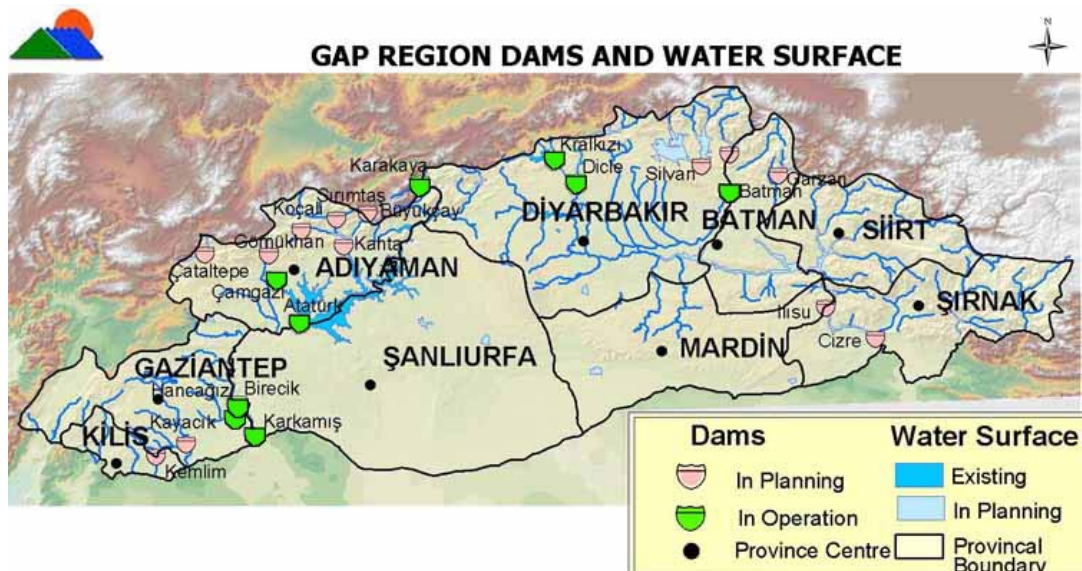 N
GAP REGION DAMS AND WATER SURFACE
Kralkızı
Karakaya
Dicle
Silvan
Garzan
Sırımtaş
Batman
Koçali
Büyükçay
DİYARBAKIR
BATMAN
SİİRT
Gömükhan
Kahta
Çataltepe
ADIYAMAN
Çamgazi
Atatürk
Ilısu
ŞIRNAK
Cizre
MARDİN
ŞANLIURFA
GAZİANTEP
Hancağız
Birecik
Kayacık
Karkamış
KİLİS
Kemlim
Dams
Water Surface
In Planning
Existing
In Operation
In Planning
Province Centre
Provincal
Boundary